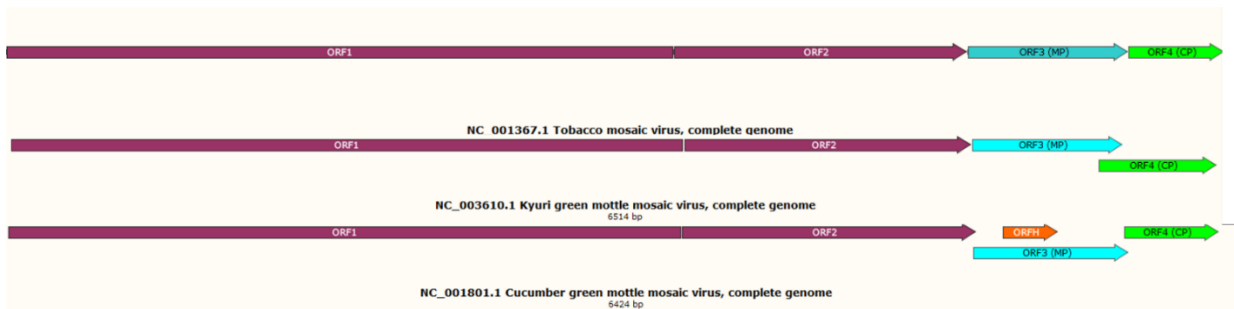 ORF1 ORF2 ORF3 (MP) ORF4 (CP)
NC_001367.1 Tobacco mosaic virus, complete genome
ORF1 ORF2 ORF3 (MP)
ORF4 (CP)
NC_003610.1 Kyuri green mottle mosaic virus, complete genome
6514 bp
ORF1 ORF2 ORFH ORF4 (CP)
ORF3 (MP)
NC_001801.1 Cucumber green mottle mosaic virus, complete genome
6424 bp